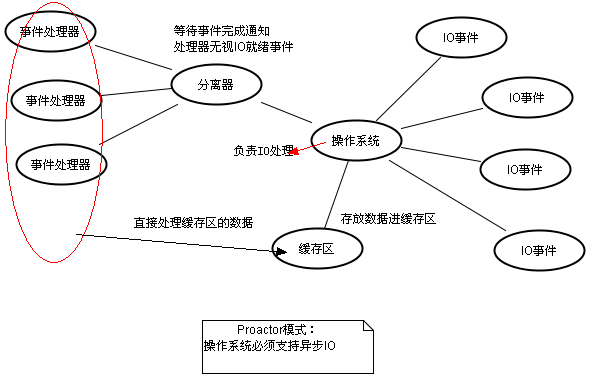 事件处理器
等待事件完成通知
处理器无视IO就绪事件
IO事件
分离器
事件处理器
IO事件
操作系统
负责IO处理
事件处理器
IO事件
直接处理缓存区的数据
存放数据进缓存区
缓存区
IO事件
Proactor模式：
操作系统必须支持异步IO